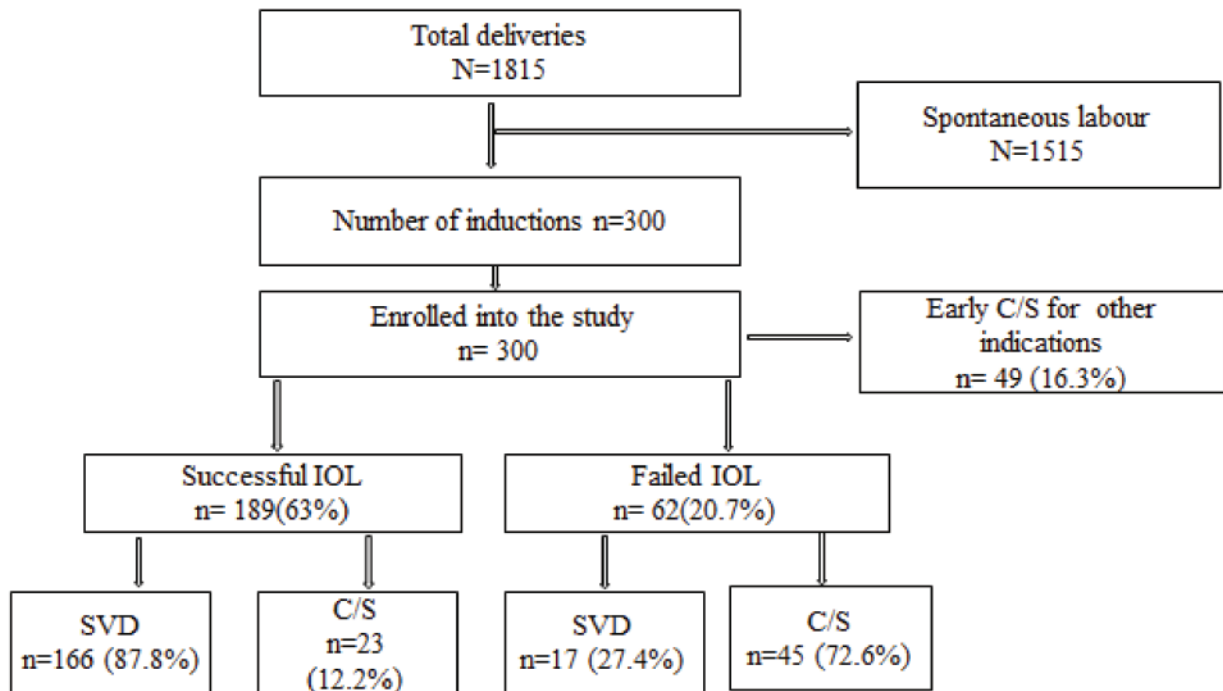 Total deliveries
N=1815
Spontaneous labour
N=1515
Number of inductions n=300
Enrolled into the study
n= 300
Early C/S for other
indications
n= 49 (16.3%)
Successful IOL
n= 189(63%)
Failed IOL
n= 62(20.7%)
SVD
n=166 (87.8%)
C/S
n=23
(12.2%)
SVD
n=17 (27.4%)
C/S
n=45 (72.6%)